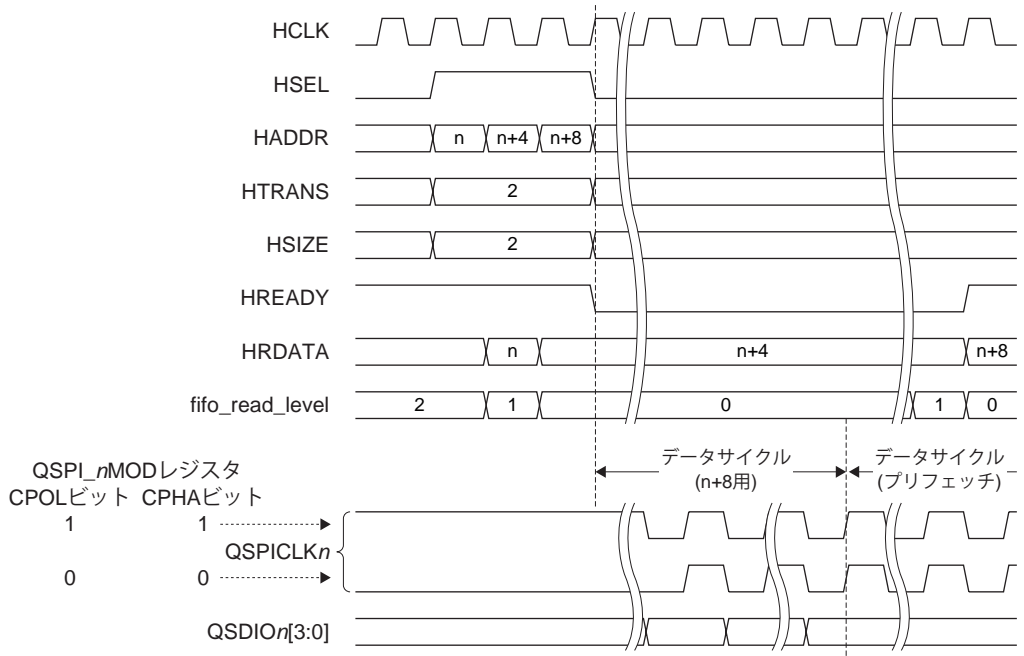 HCLK
HSEL
HADDR n n+4 n+8
HTRANS 2
HSIZE 2
HREADY
HRDATA n n+4 n+8
fifo_read_level 2 1 0 1 0
データサイクル データサイクル
(n+8用) (プリフェッチ)
QSPI_nMODレジスタ
CPOLビット CPHAビット
1 1
QSPICLKn
0 0
QSDIOn[3:0]